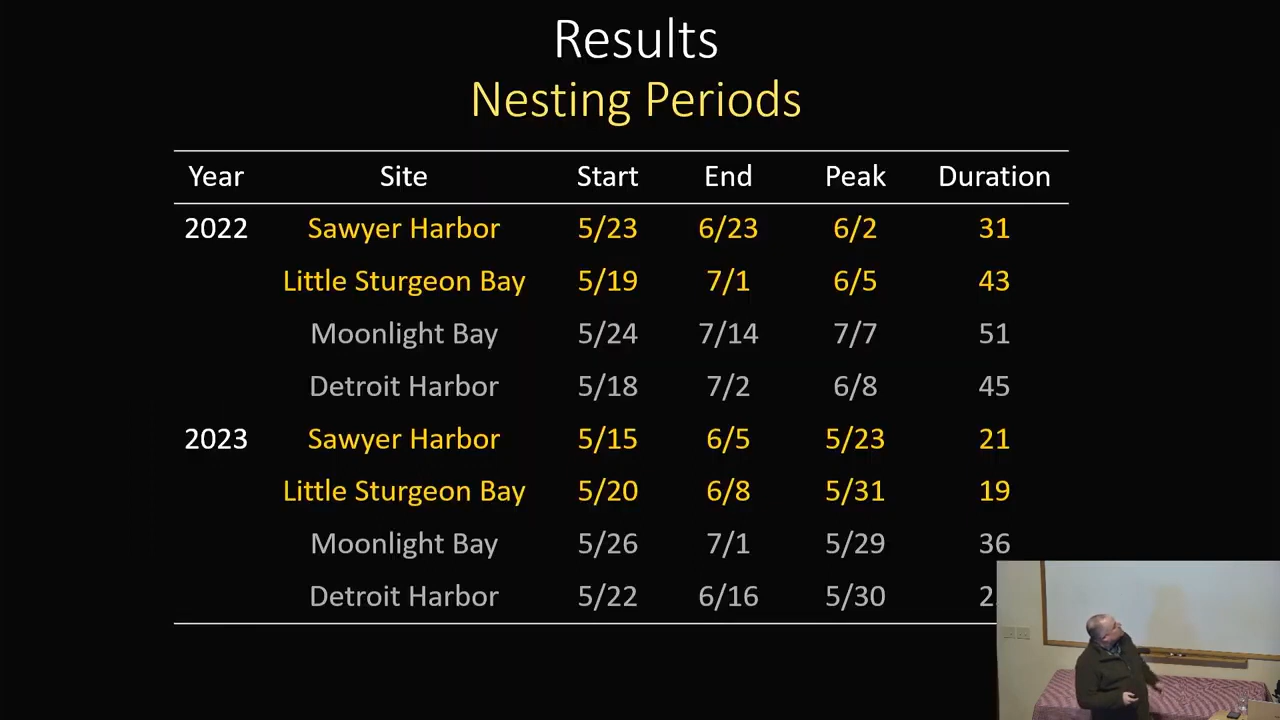 Results
Nesting Periods
Year Site Start End Peak Duration
2022 Sawyer Harbor 5/23 6/23 6/2 31
Little Sturgeon Bay 5/19 7/1 6/5 43
Moonlight Bay 5/24 7/14 7/7 51
Detroit Harbor 5/18 7/2 6/8 45
2023 Sawyer Harbor 5/15 6/5 5/23 21
Little Sturgeon Bay 5/20 6/8 5/31 19
Moonlight Bay 5/26 7/1 5/29 36
Detroit Harbor 5/22 6/16 5/30